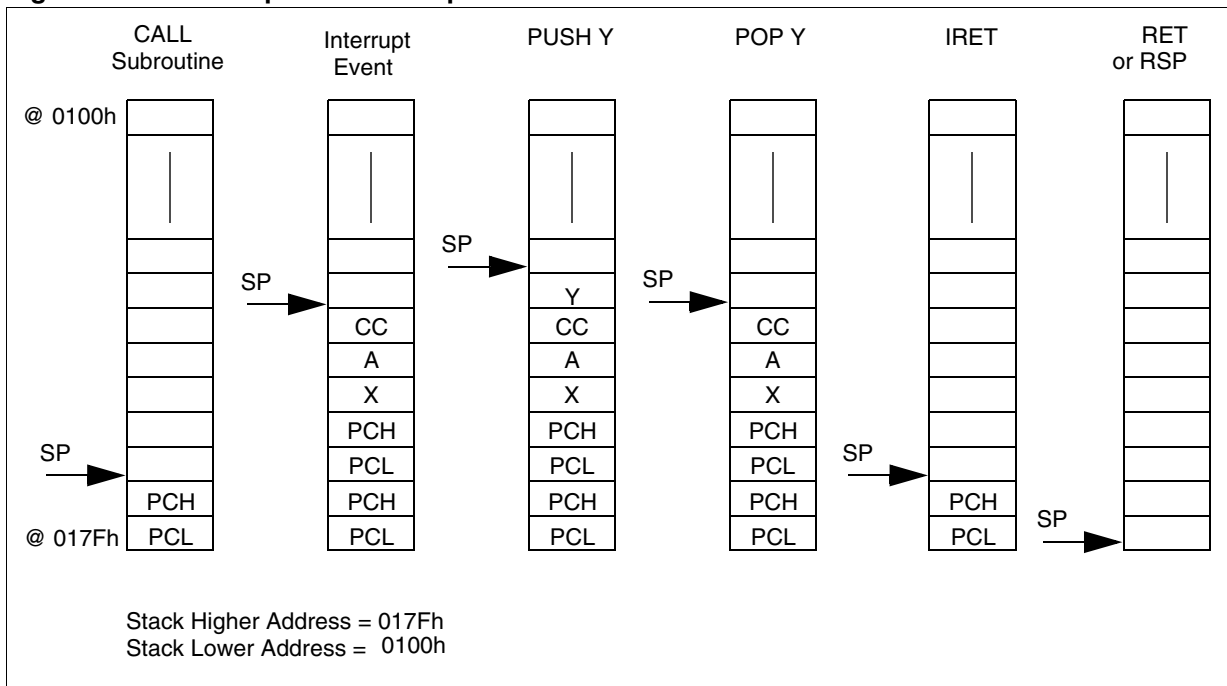 CALL
Subroutine
Interrupt
Event
PUSH Y
POP Y
IRET
RET
or RSP
@ 0100h
SP
SP
SP
Y
CC
CC
CC
A
A
A
X
X
X
PCH
PCH
PCH
SP
SP
PCL
PCL
PCL
PCH
PCH
PCH
PCH
PCH
SP
@ 017Fh
PCL
PCL
PCL
PCL
PCL
Stack Higher Address = 017Fh
Stack Lower Address = 0100h